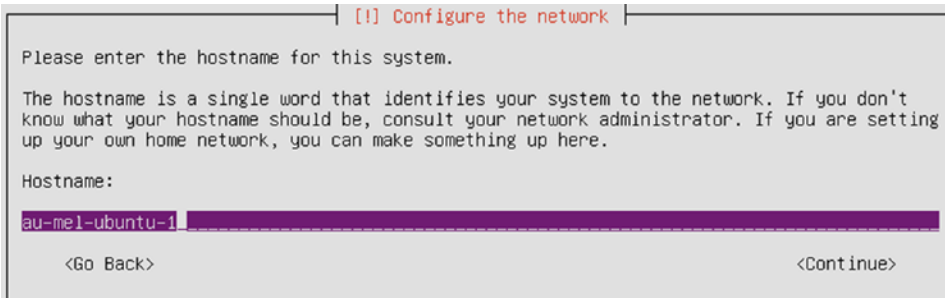 [!] Configure the network
Please enter the hostname for this system.
The hostname is a single word that identifies your system to the network. If you don't
know what your hostname should be, consult your network administrator. If you are setting
up your own home network, you can make something up here.
Hostname:
au-mel-ubuntu-1
<Go Back> <Continue>